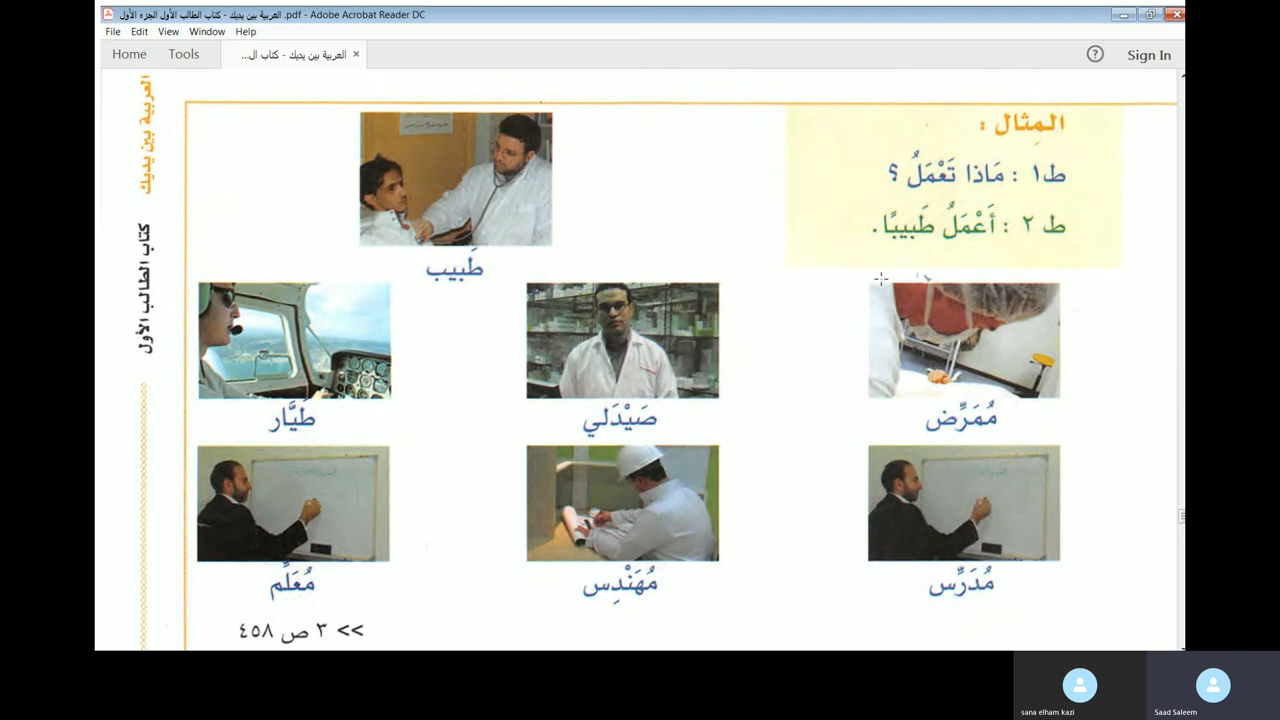 العربية بين يديك - كتاب الطالب الأول الجزء الأول .pdf - Adobe Acrobat Reader DC
File Edit View Window Help
Home Tools العربية بين يديك - كتاب ال... × ? Sign In
العربية بين يديك
كتاب الطالب الأول
المِثال :
ط١ : مَاذا تَعْمَلُ ؟
ط ٢ : أَعْمَلُ طَبيبًا.
طَبيب
مُمَرِّض
صَيْدَلي
طَيَّار
مُدَرِّس
مُهَنْدِس
مُعَلِّم
>> ٣ ص ٤٥٨
sana elham kazi
Saad Saleem